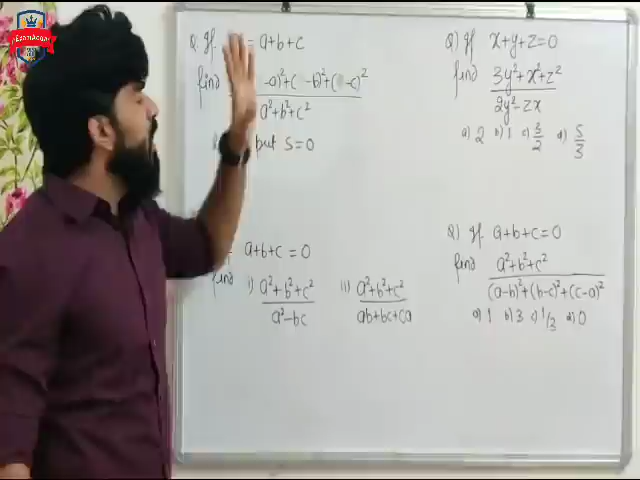 ExamAcharya
Q. If = a+b+c
find -a)²+(s-b)²+(s-c)²
a²+b²+c²
put S=0
a+b+c=0
find i) a²+b²+c² ii) a²+b²+c²
a²-bc ab+bc+ca
Q) If x+y+z=0
find 3y²+x²+z²
2y²-zx
a) 2 b) 1 c) 3/2 d) 5/3
Q) If a+b+c=0
find a²+b²+c²
(a-b)²+(b-c)²+(c-a)²
a) 1 b) 3 c) 1/3 d) 0